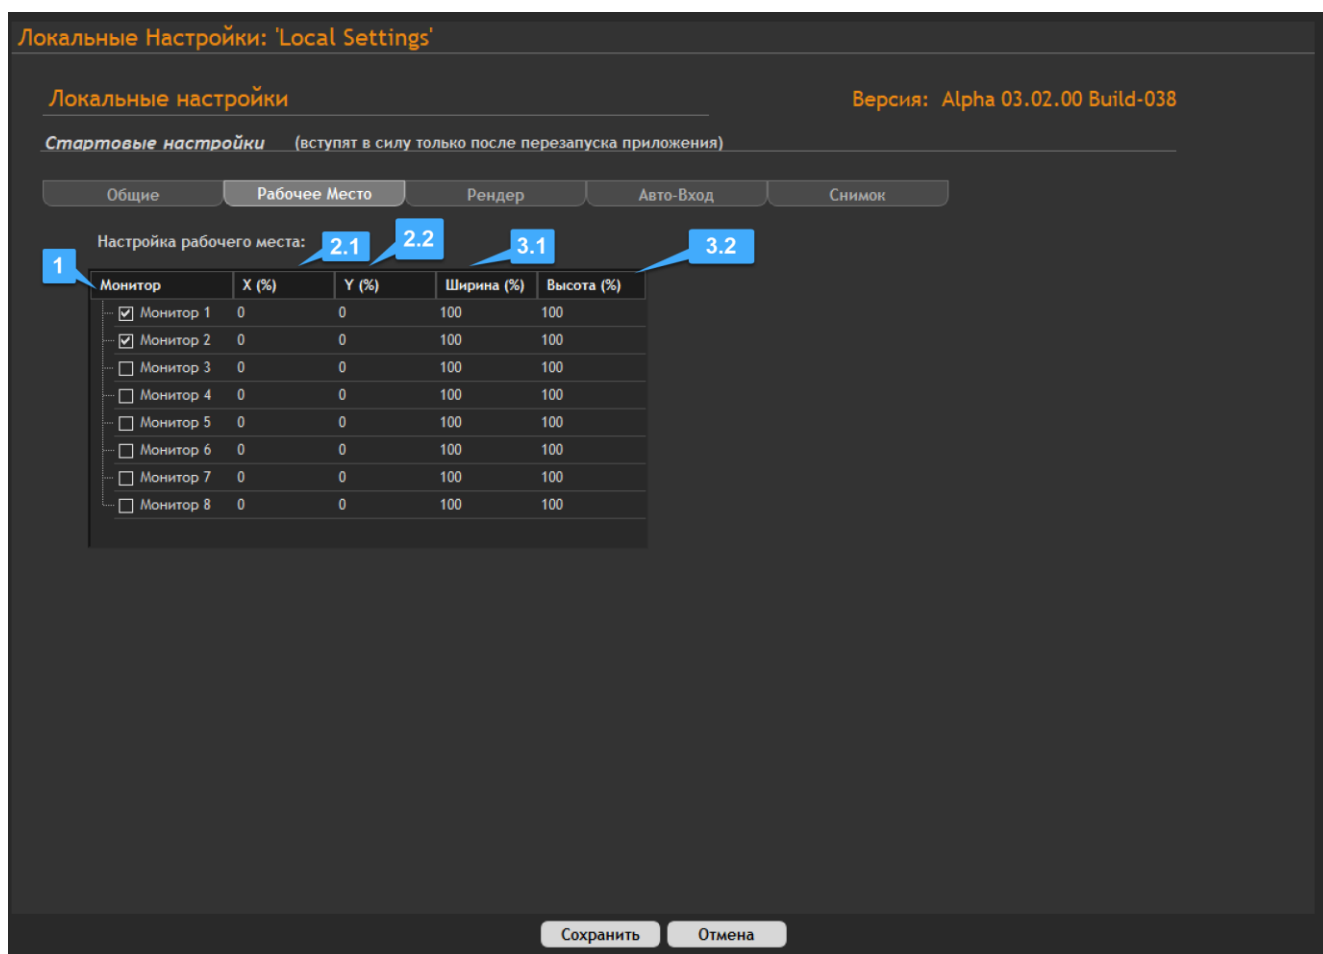 Локальные Настройки: 'Local Settings'
Локальные настройки
Версия: Alpha 03.02.00 Build-038
Стартовые настройки (вступят в силу только после перезапуска приложения)
Общие Рабочее Место Рендер Авто-Вход Снимок
Настройка рабочего места:
2.1 2.2 3.1 3.2
1
Монитор X (%) Y (%) Ширина (%) Высота (%)
Монитор 1 0 0 100 100
Монитор 2 0 0 100 100
Монитор 3 0 0 100 100
Монитор 4 0 0 100 100
Монитор 5 0 0 100 100
Монитор 6 0 0 100 100
Монитор 7 0 0 100 100
Монитор 8 0 0 100 100
Сохранить Отмена